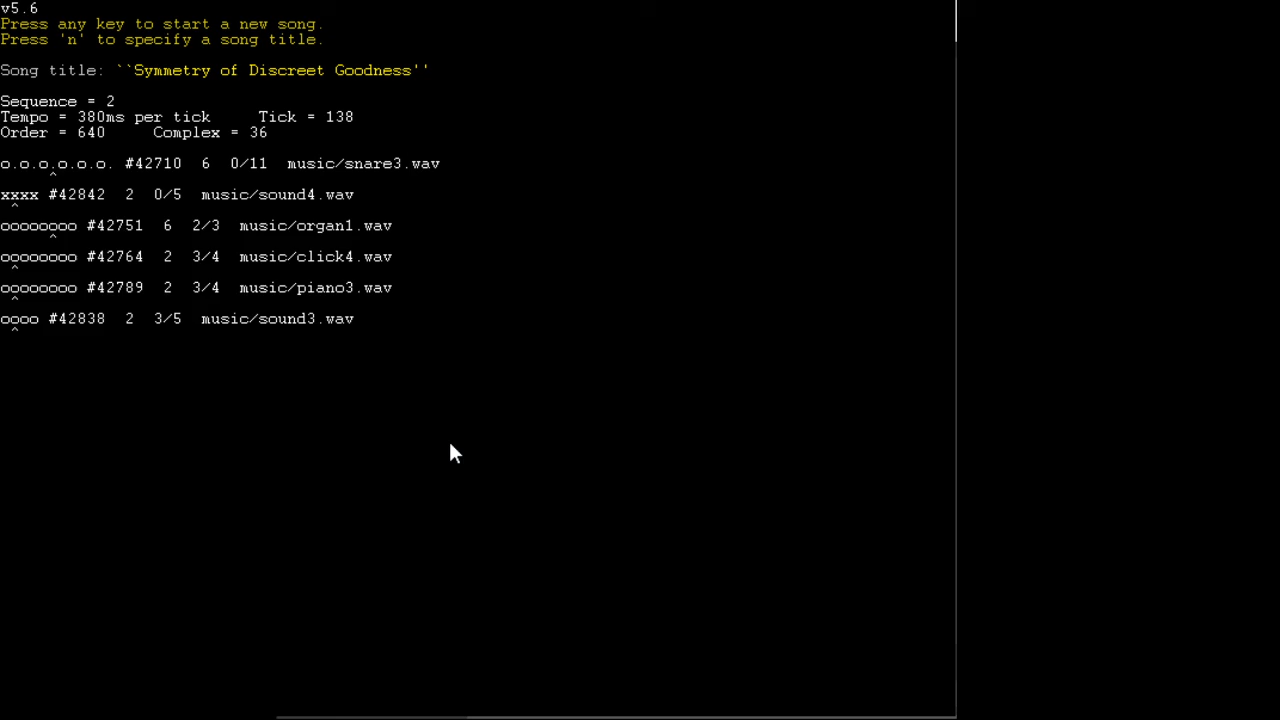 v5.6
Press any key to start a new song.
Press 'n' to specify a song title.
Song title: ``Symmetry of Discreet Goodness''
Sequence = 2
Tempo = 380ms per tick     Tick = 138
Order = 640     Complex = 36
o.o.o.o.o.o. #42710  6  0/11  music/snare3.wav
^
xxxx #42842  2  0/5  music/sound4.wav
^
oooooooo #42751  6  2/3  music/organ1.wav
^
oooooooo #42764  2  3/4  music/click4.wav
^
oooooooo #42789  2  3/4  music/piano3.wav
^
oooo #42838  2  3/5  music/sound3.wav
^